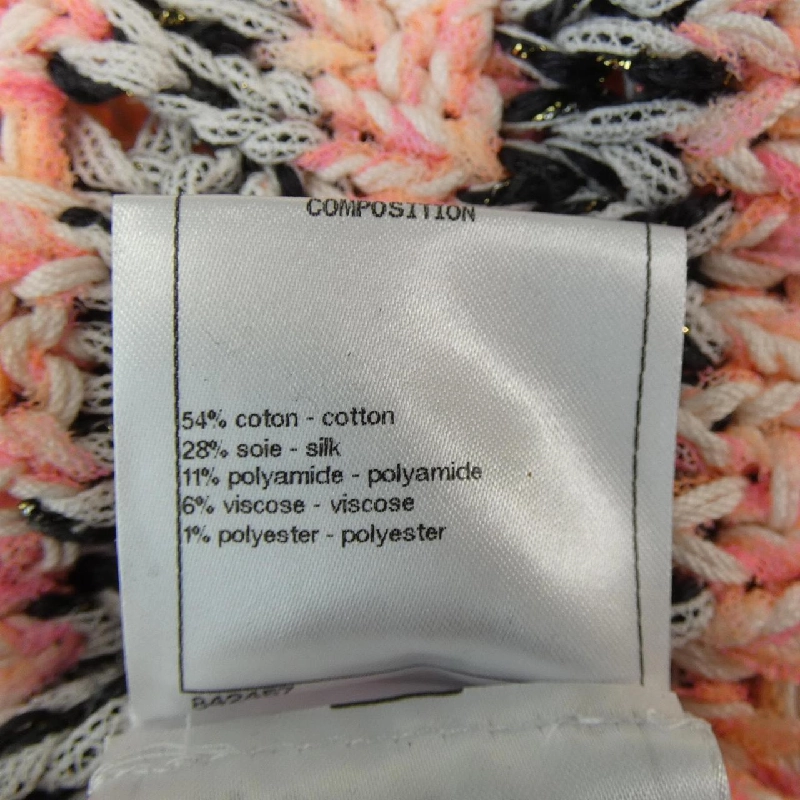 COMPOSITION
54% coton - cotton
28% soie - silk
11% polyamide - polyamide
6% viscose - viscose
1% polyester - polyester